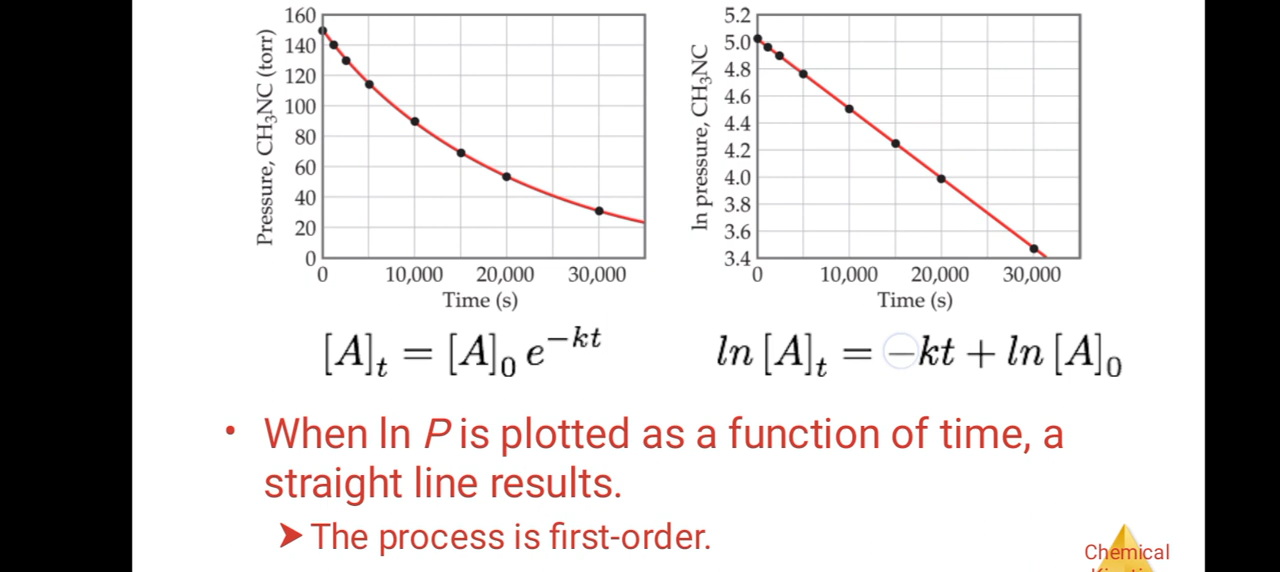 160
140
120
100
80
60
40
20
0
Pressure, CH₃NC (torr)
0 10,000 20,000 30,000
Time (s)
5.2
5.0
4.8
4.6
4.4
4.2
4.0
3.8
3.6
3.4
ln pressure, CH₃NC
0 10,000 20,000 30,000
Time (s)
[A]ₜ = [A]₀ e^{-kt}
ln [A]ₜ = −kt + ln [A]₀
• When ln P is plotted as a function of time, a
straight line results.
➤ The process is first-order.
Chemical